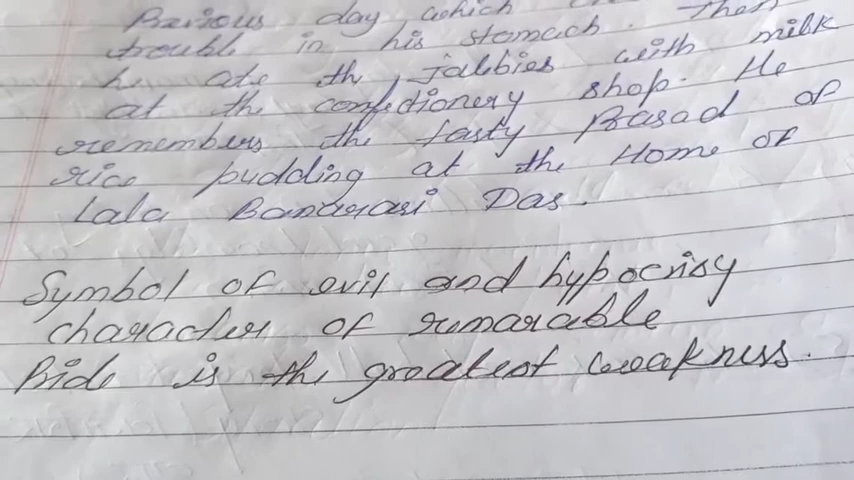 Previous day which
trouble in his stomach. Then
he ate th Jalebies with milk
at the confectionery shop. He
remembers the tasty Prasad of
rice pudding at the Home of
Lala Banarasi Das.
Symbol of evil and hypocrisy
character of remarable
Pride is the greatest weakness.